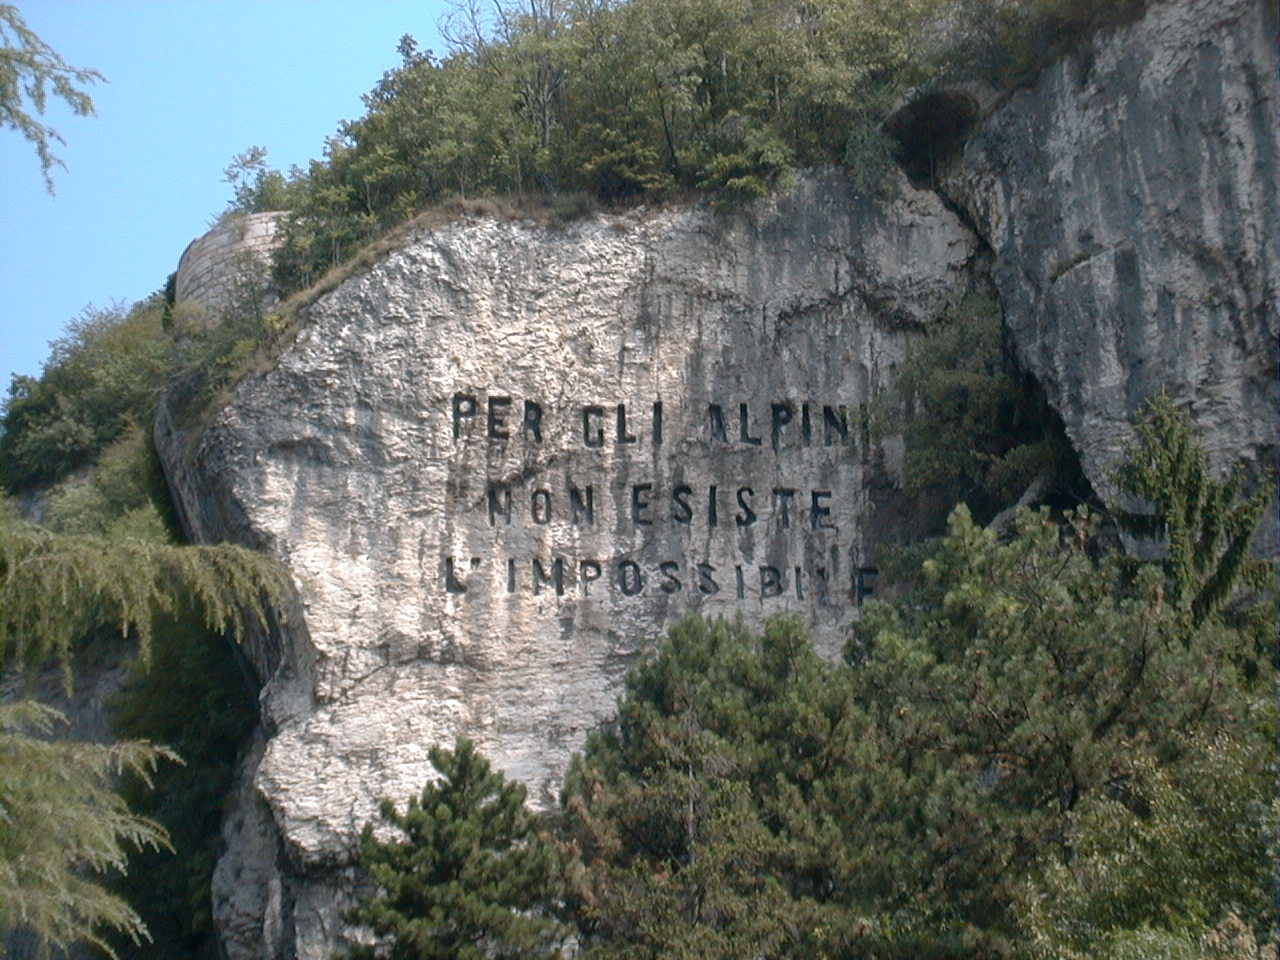 PER GLI ALPINI
NON ESISTE
L'IMPOSSIBILE